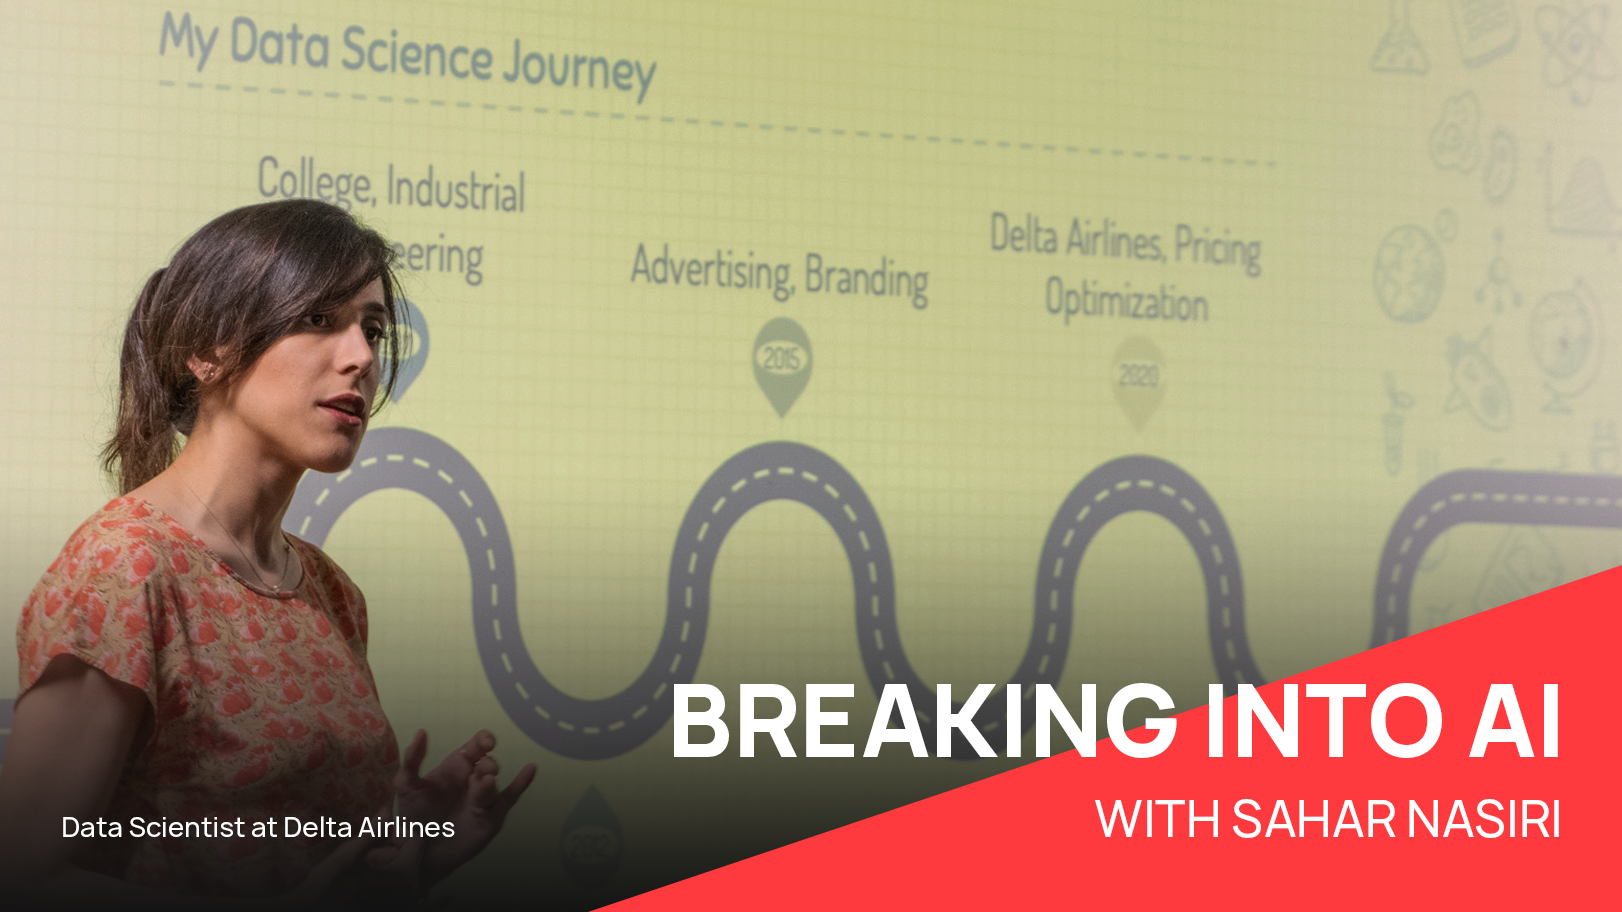 My Data Science Journey
College, Industrial
eering
Advertising, Branding
Delta Airlines, Pricing
Optimization
2015
2020
2012
BREAKING INTO AI
WITH SAHAR NASIRI
Data Scientist at Delta Airlines